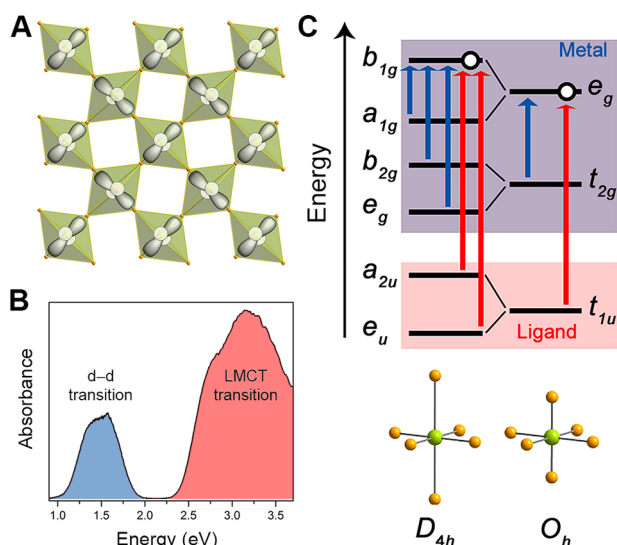 A
B
d–d
transition
LMCT
transition
Absorbance
1.0
1.5
2.0
2.5
3.0
3.5
Energy (eV)
C
Energy
Metal
b1g
a1g
b2g
eg
a2u
eu
eg
t2g
t1u
Ligand
D4h
Oh